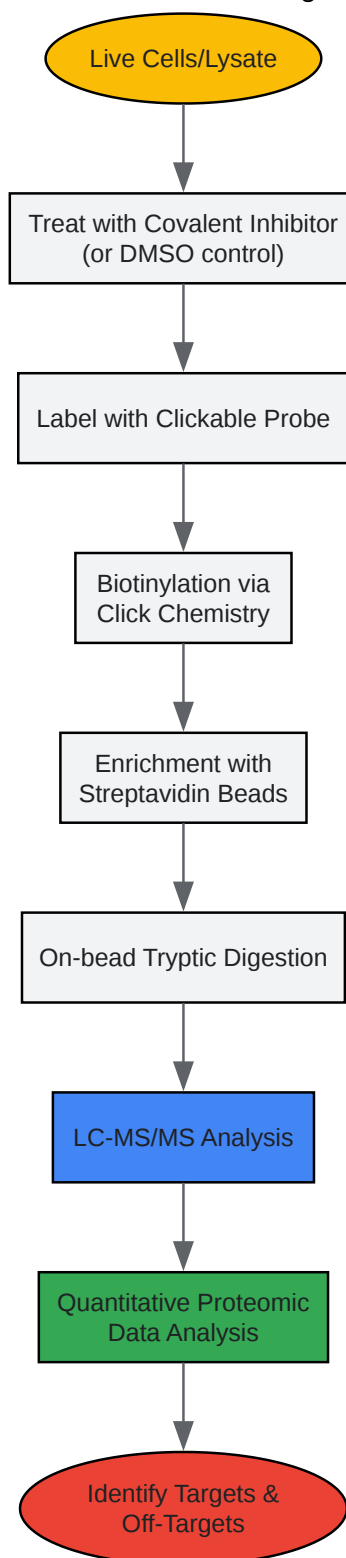 Live Cells/Lysate
Treat with Covalent Inhibitor
(or DMSO control)
Label with Clickable Probe
Biotinylation via
Click Chemistry
Enrichment with
Streptavidin Beads
On-bead Tryptic Digestion
LC-MS/MS Analysis
Quantitative Proteomic
Data Analysis
Identify Targets &
Off-Targets